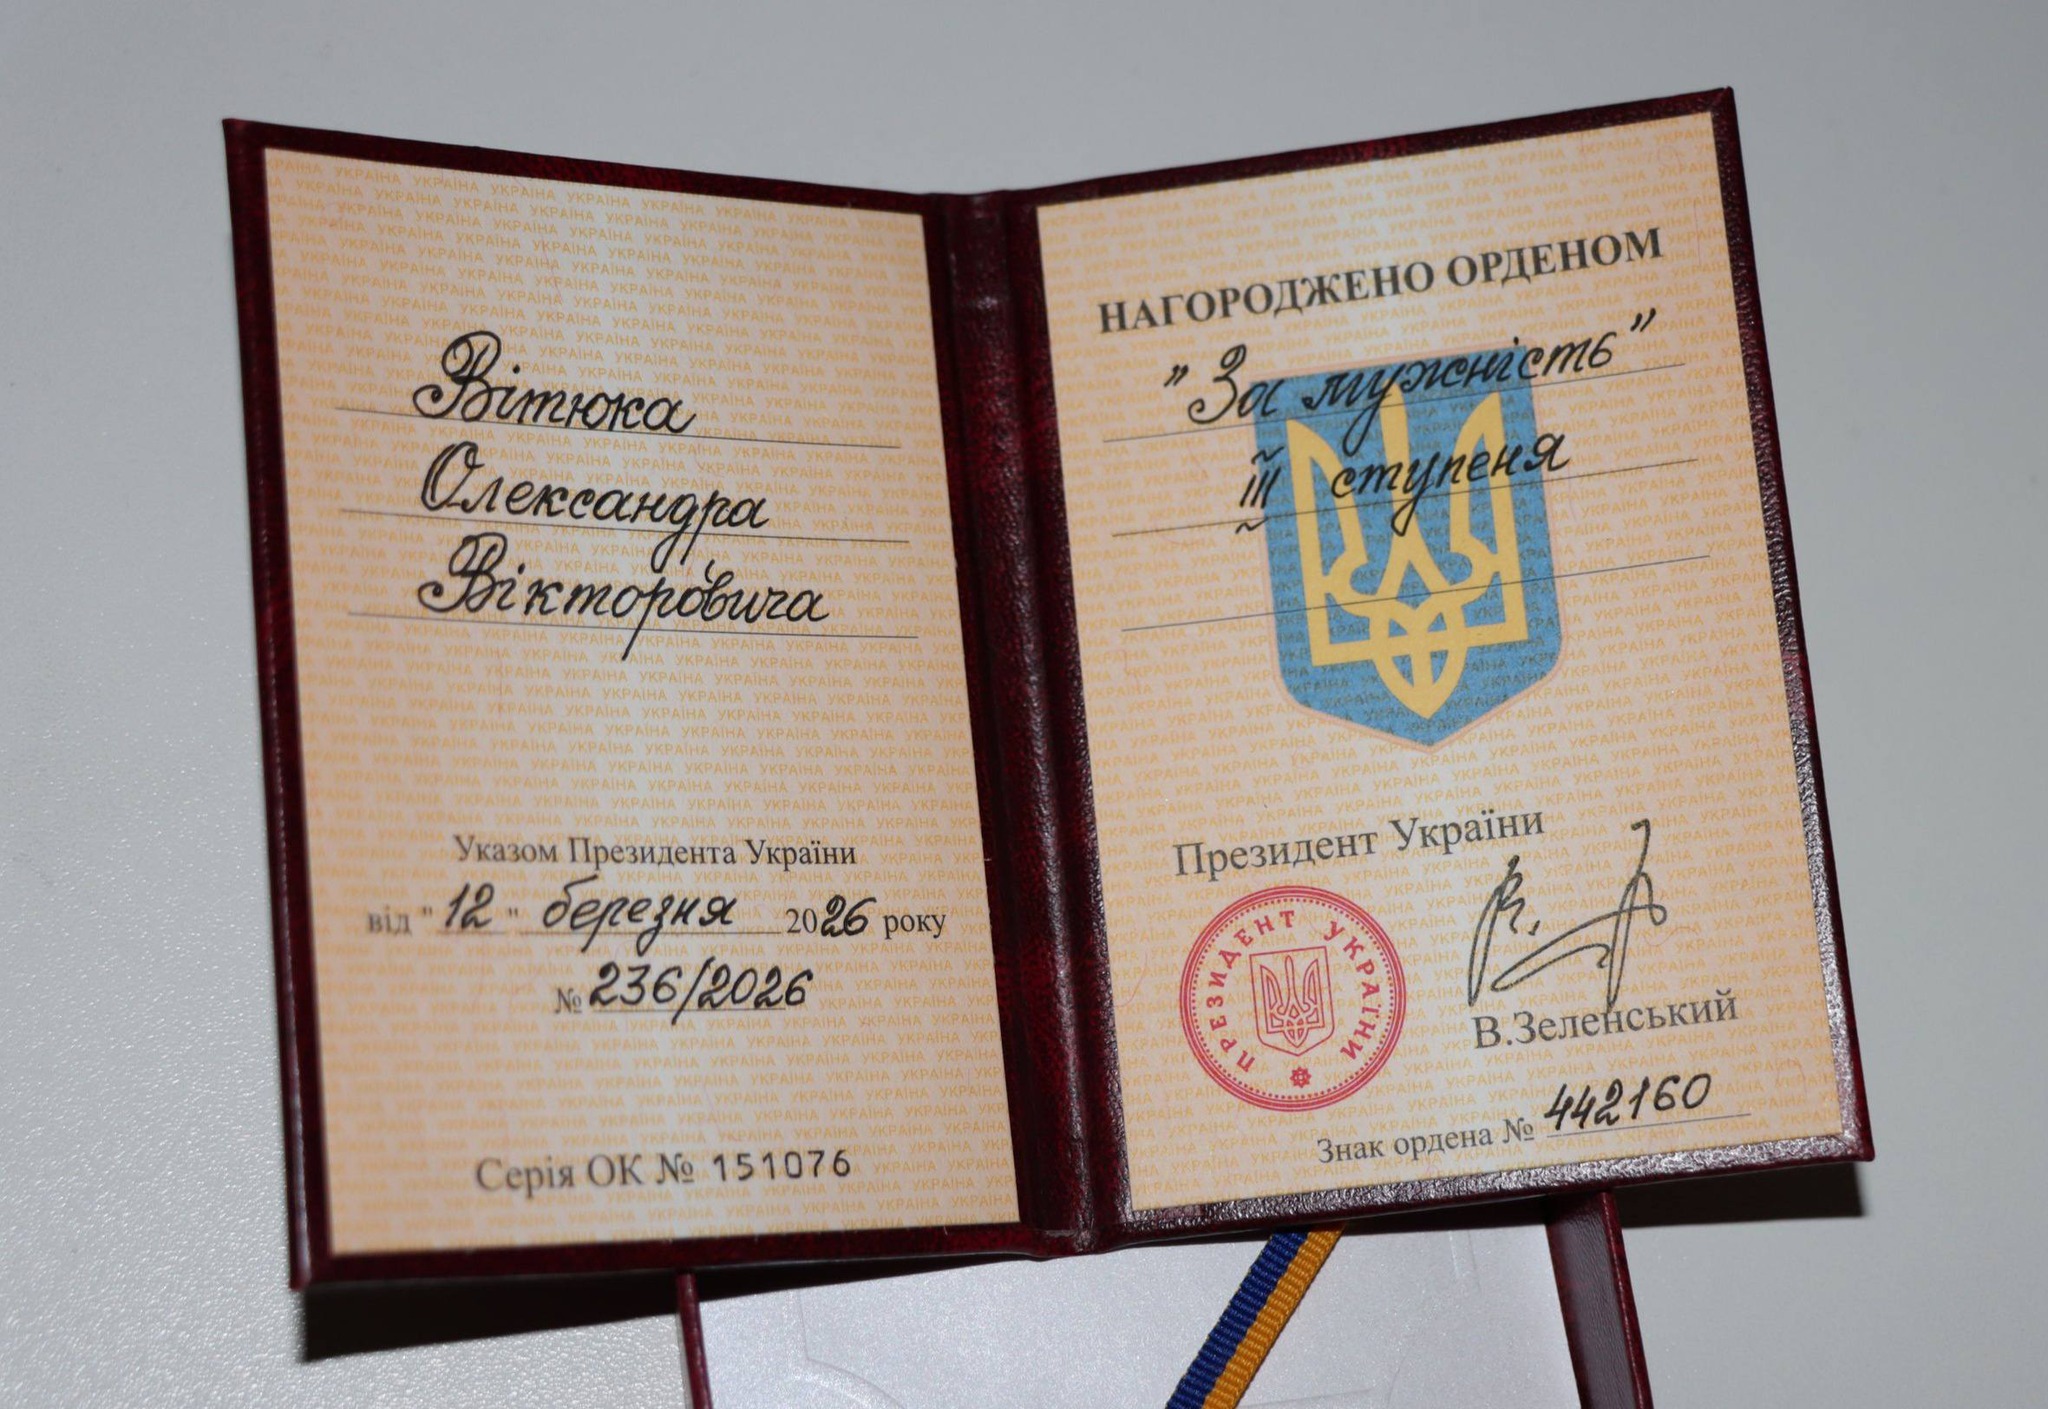 Вітюка
Олександра
Вікторовича
Указом Президента України
від "12" березня 2026 року
№ 236/2026
Серія ОК № 151076
НАГОРОДЖЕНО ОРДЕНОМ
"За мужність"
III ступеня
Президент України
ПРЕЗИДЕНТ УКРАЇНИ
В.Зеленський
Знак ордена № 442160